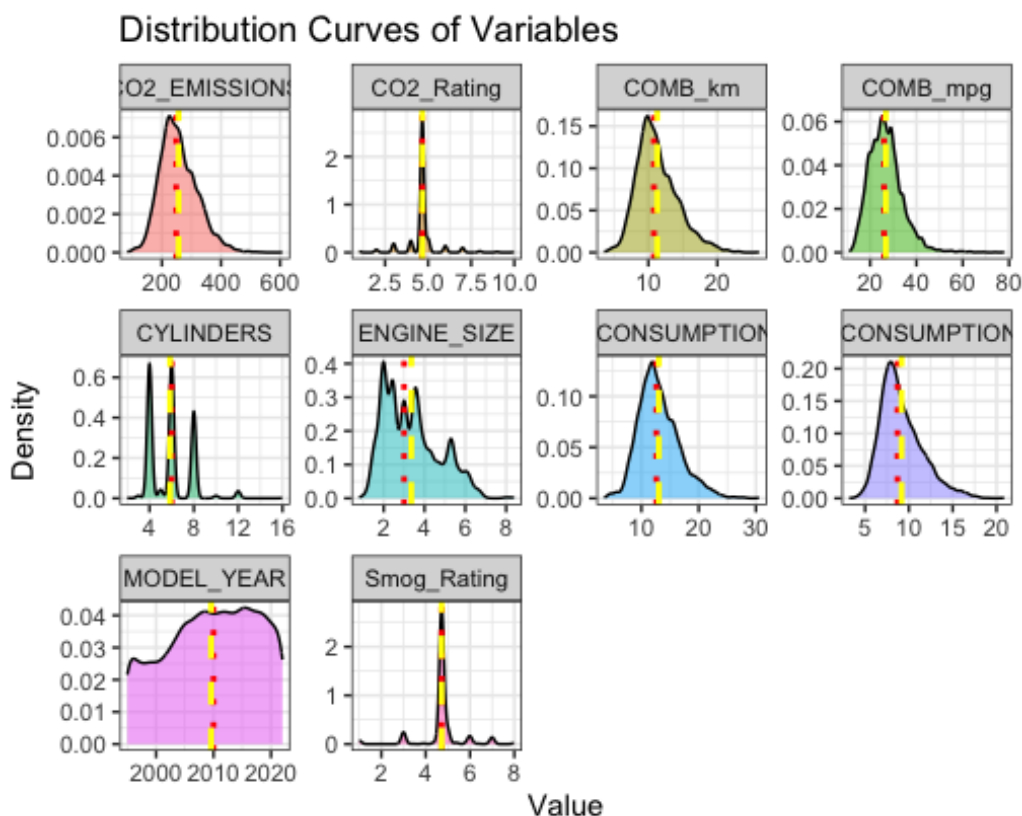 Distribution Curves of Variables
CO2_EMISSIONS CO2_Rating COMB_km COMB_mpg
0.006 2 0.15 0.06
0.004 1 0.10 0.04
0.002 0 0.05 0.02
0.000 0.00 0.00
200 400 600 2.5 5.0 7.5 10.0 10 20 20 40 60 80
CYLINDERS ENGINE_SIZE CONSUMPTION CONSUMPTION
0.6 0.4 0.10 0.20
0.4 0.3 0.05 0.15
0.2 0.2 0.00 0.10
0.0 0.1 0.05
0.0 0.00
4 8 12 16 2 4 6 8 10 20 30 5 10 15 20
MODEL_YEAR Smog_Rating
0.04 2
0.03 1
0.02 0
0.01
0.00
2000 2010 2020 2 4 6 8
Density
Value